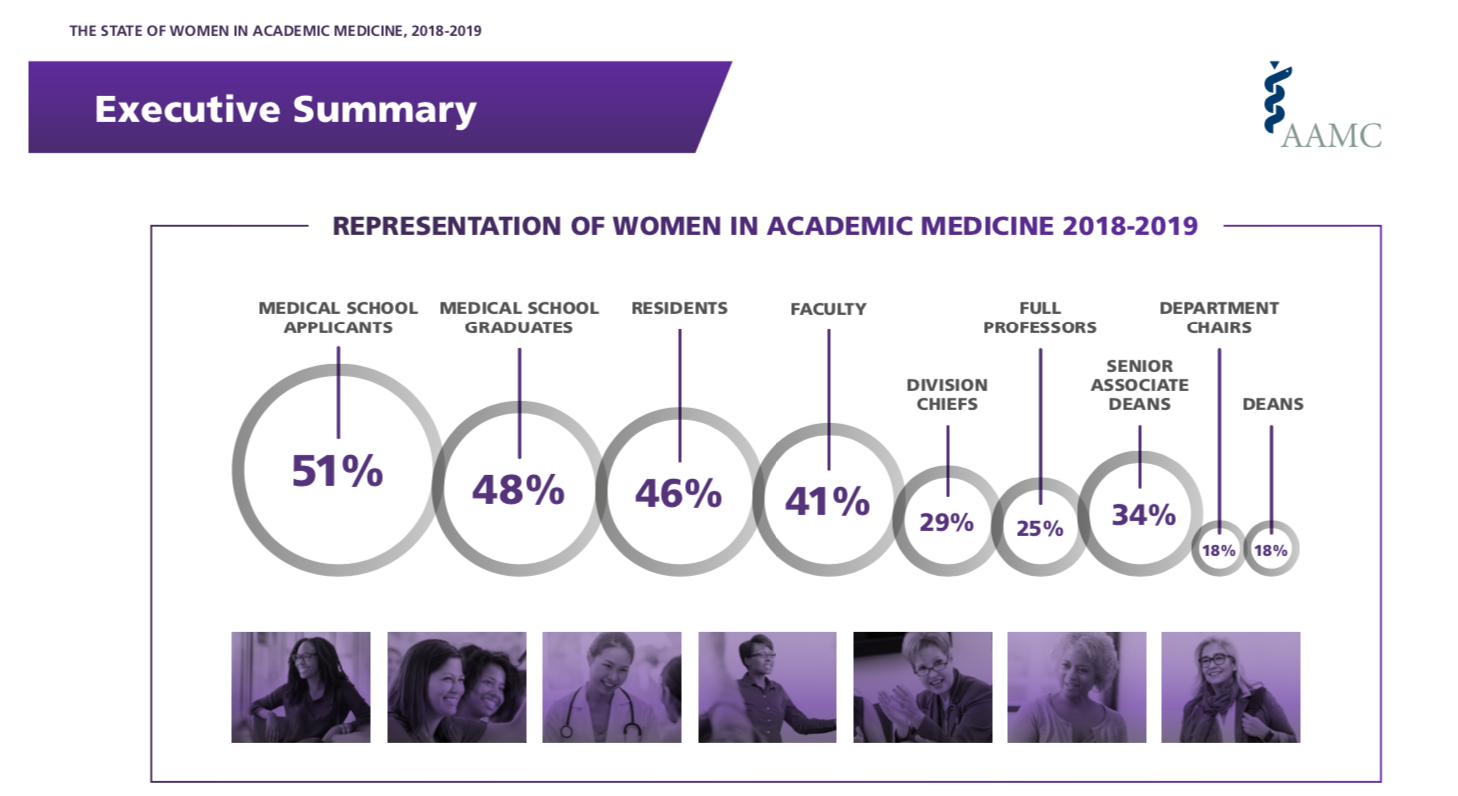 THE STATE OF WOMEN IN ACADEMIC MEDICINE, 2018-2019
Executive Summary
AAMC
REPRESENTATION OF WOMEN IN ACADEMIC MEDICINE 2018-2019
MEDICAL SCHOOL
APPLICANTS
51%
MEDICAL SCHOOL
GRADUATES
48%
RESIDENTS
46%
FACULTY
41%
DIVISION
CHIEFS
29%
FULL
PROFESSORS
25%
SENIOR
ASSOCIATE
DEANS
34%
DEPARTMENT
CHAIRS
18%
DEANS
18%